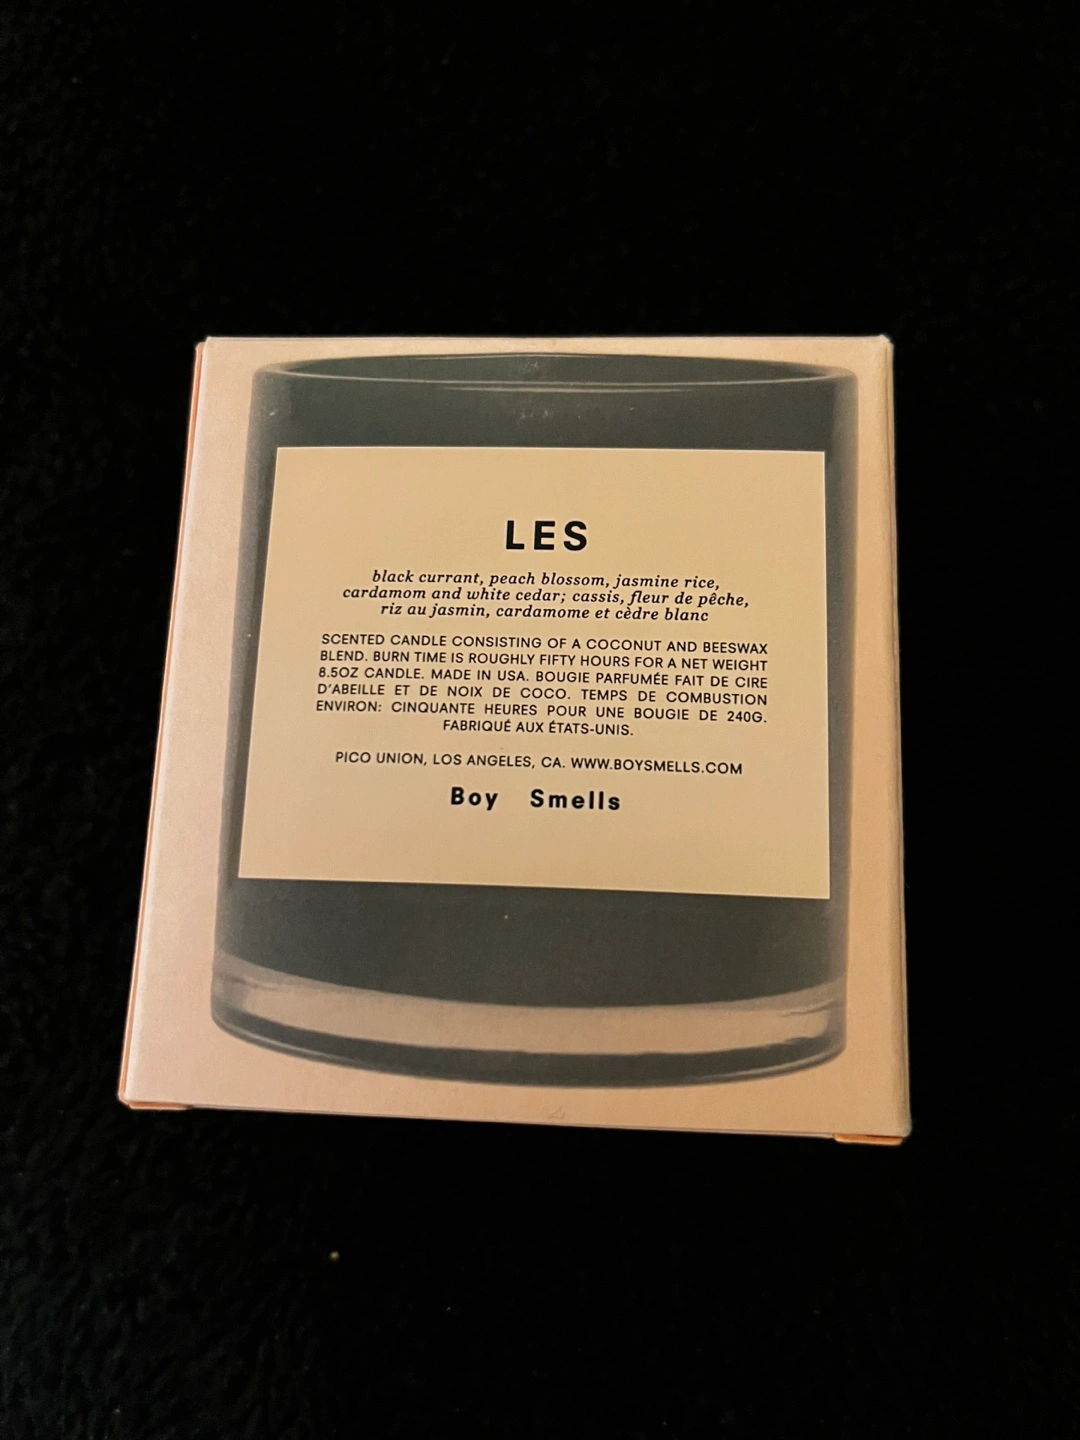 LES
black currant, peach blossom, jasmine rice,
cardamom and white cedar; cassis, fleur de pêche,
riz au jasmin, cardamome et cèdre blanc
SCENTED CANDLE CONSISTING OF A COCONUT AND BEESWAX
BLEND. BURN TIME IS ROUGHLY FIFTY HOURS FOR A NET WEIGHT
8.5OZ CANDLE. MADE IN USA. BOUGIE PARFUMÉE FAIT DE CIRE
D'ABEILLE ET DE NOIX DE COCO. TEMPS DE COMBUSTION
ENVIRON: CINQUANTE HEURES POUR UNE BOUGIE DE 240G.
FABRIQUÉ AUX ÉTATS-UNIS.
PICO UNION, LOS ANGELES, CA. WWW.BOYSMELLS.COM
Boy Smells